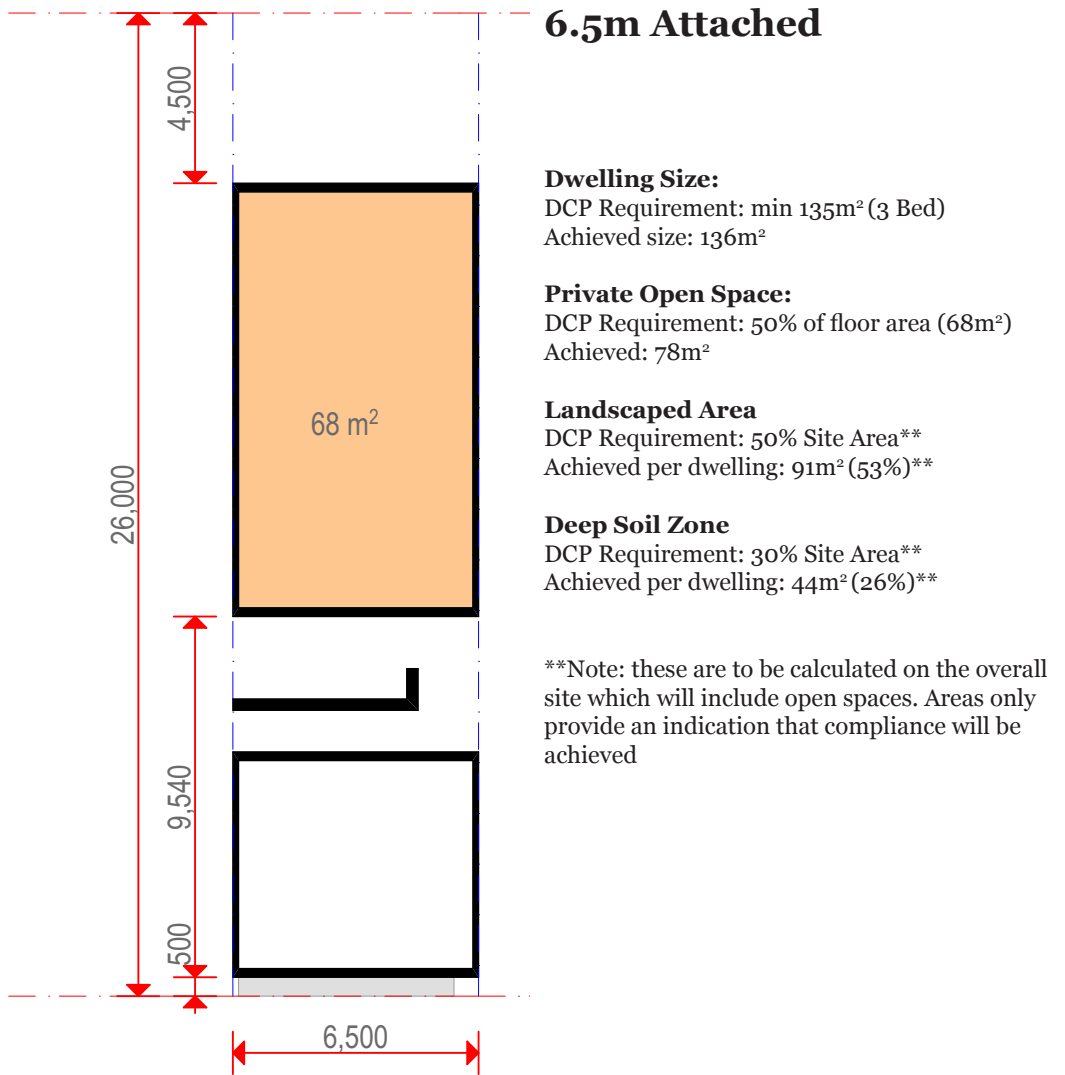 6.5m Attached
4,500
Dwelling Size:
DCP Requirement: min 135m² (3 Bed)
Achieved size: 136m²
Private Open Space:
DCP Requirement: 50% of floor area (68m²)
Achieved: 78m²
68 m²
Landscaped Area
DCP Requirement: 50% Site Area**
Achieved per dwelling: 91m² (53%)**
26,000
Deep Soil Zone
DCP Requirement: 30% Site Area**
Achieved per dwelling: 44m² (26%)**
**Note: these are to be calculated on the overall
site which will include open spaces. Areas only
provide an indication that compliance will be
achieved
9,540
500
6,500